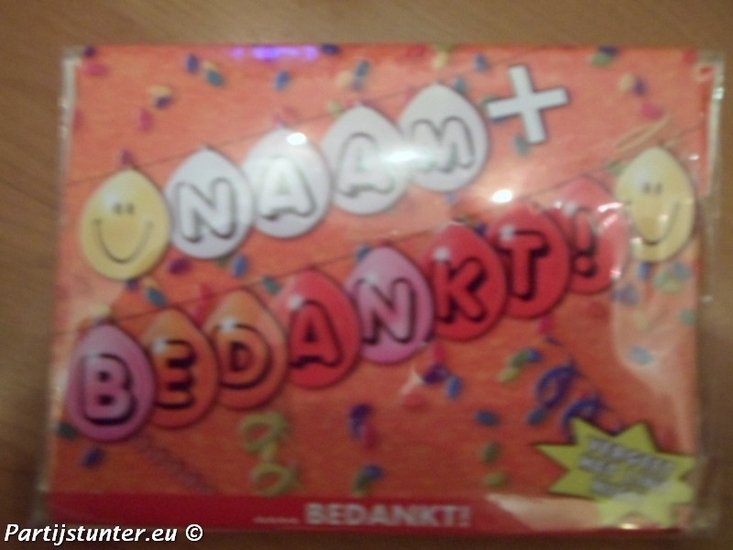 NAAM+
BEDANKT!
..... BEDANKT!
Partijstunter.eu ©